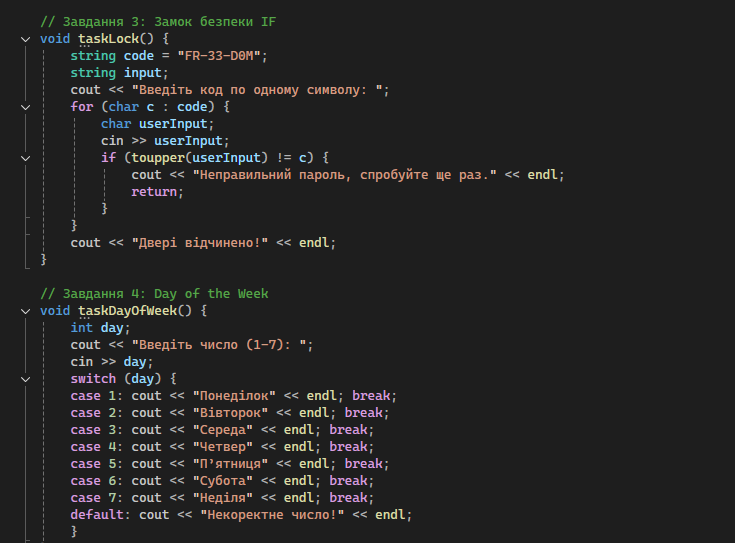 // Завдання 3: Замок безпеки IF
void taskLock() {
string code = "FR-33-D0M";
string input;
cout << "Введіть код по одному символу: ";
for (char c : code) {
char userInput;
cin >> userInput;
if (toupper(userInput) != c) {
cout << "Неправильний пароль, спробуйте ще раз." << endl;
return;
}
}
cout << "Двері відчинено!" << endl;
}
// Завдання 4: Day of the Week
void taskDayOfWeek() {
int day;
cout << "Введіть число (1-7): ";
cin >> day;
switch (day) {
case 1: cout << "Понеділок" << endl; break;
case 2: cout << "Вівторок" << endl; break;
case 3: cout << "Середа" << endl; break;
case 4: cout << "Четвер" << endl; break;
case 5: cout << "П’ятниця" << endl; break;
case 6: cout << "Субота" << endl; break;
case 7: cout << "Неділя" << endl; break;
default: cout << "Некоректне число!" << endl;
}